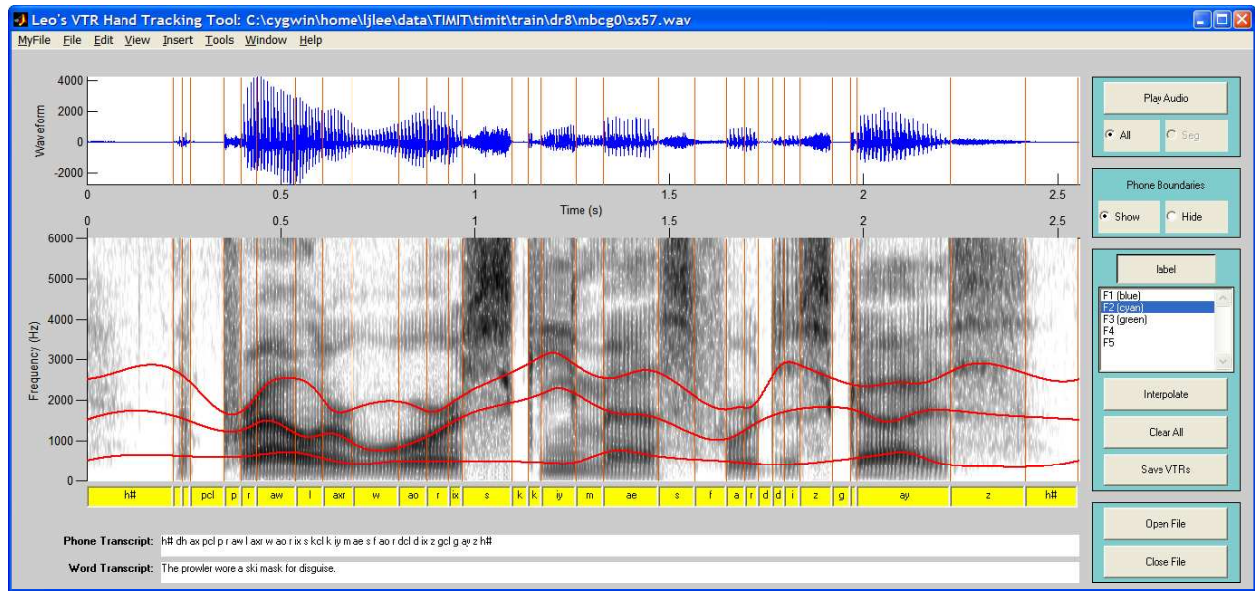 Leo's VTR Hand Tracking Tool: C:\cygwin\home\ljlee\data\TIMIT\timit\train\dr8\mbcg0\sx57.wav
MyFile File Edit View Insert Tools Window Help
Waveform
4000
2000
0
-2000
0 0.5 1 1.5 2 2.5
Time (s)
0 0.5 1 1.5 2 2.5
Frequency (Hz)
6000
5000
4000
3000
2000
1000
0
h# pcl p r aw l axr w ao r ix s k k iy m ae s f a r d d i z g ay z h#
Phone Transcript: h# dh ax pcl p r aw l axr w ao r ix s kcl k iy m ae s f ao r dcl d ix z gcl g ay z h#
Word Transcript: The prowler wore a ski mask for disguise.
Play Audio
All Seg
Phone Boundaries
Show Hide
label
F1 (blue)
F2 (cyan)
F3 (green)
F4
F5
Interpolate
Clear All
Save VTRs
Open File
Close File